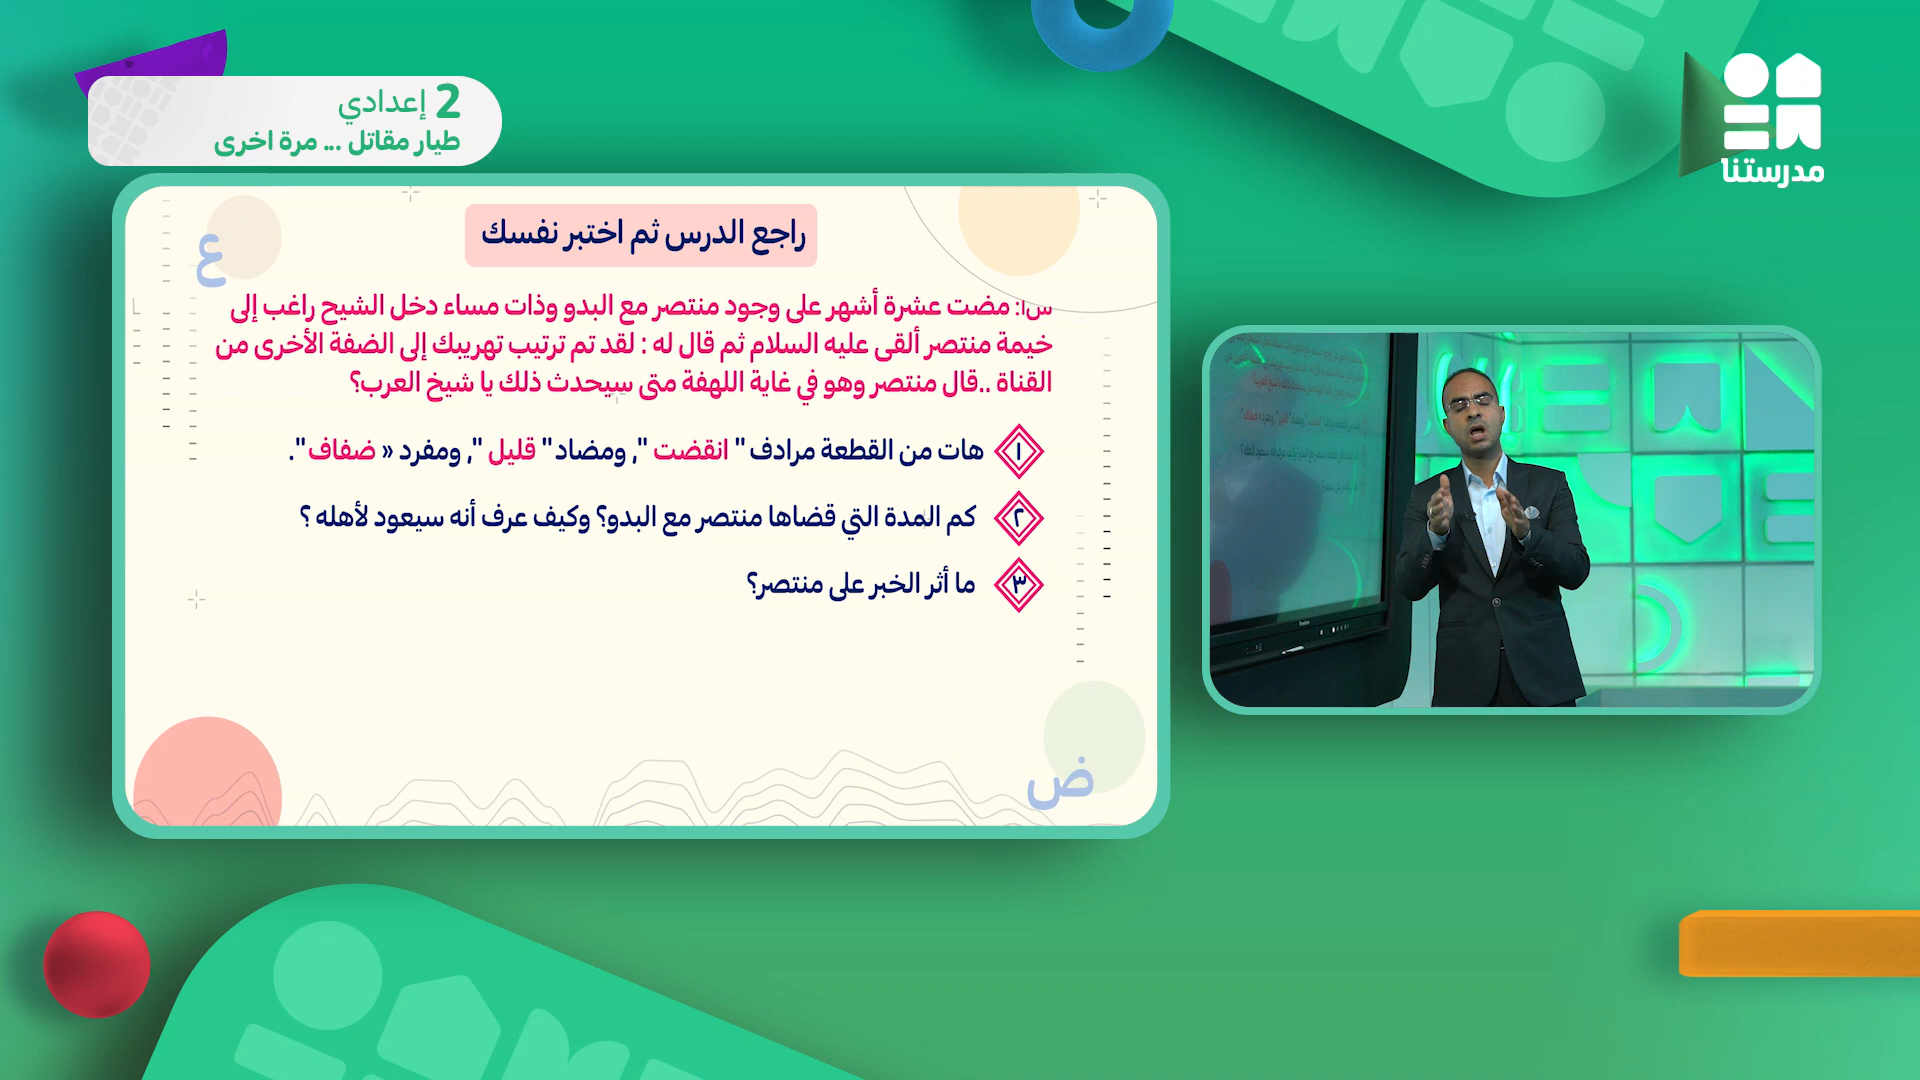 2 إعدادي
طيار مقاتل ... مرة اخرى
مدرستنا
راجع الدرس ثم اختبر نفسك
س١: مضت عشرة أشهر على وجود منتصر مع البدو وذات مساء دخل الشيح راغب إلى
خيمة منتصر ألقى عليه السلام ثم قال له : لقد تم ترتيب تهريبك إلى الضفة الأخرى من
القناة ..قال منتصر وهو في غاية اللهفة متى سيحدث ذلك يا شيخ العرب؟
١ هات من القطعة مرادف " انقضت ", ومضاد " قليل ", ومفرد « ضفاف".
٢ كم المدة التي قضاها منتصر مع البدو؟ وكيف عرف أنه سيعود لأهله ؟
٣ ما أثر الخبر على منتصر؟
ع
ض